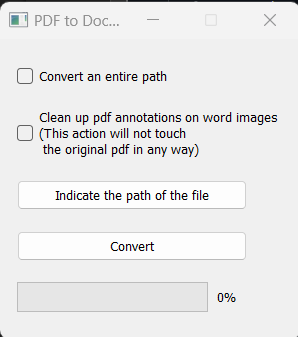 PDF to Doc...
Convert an entire path
Clean up pdf annotations on word images
(This action will not touch
the original pdf in any way)
Indicate the path of the file
Convert
0%